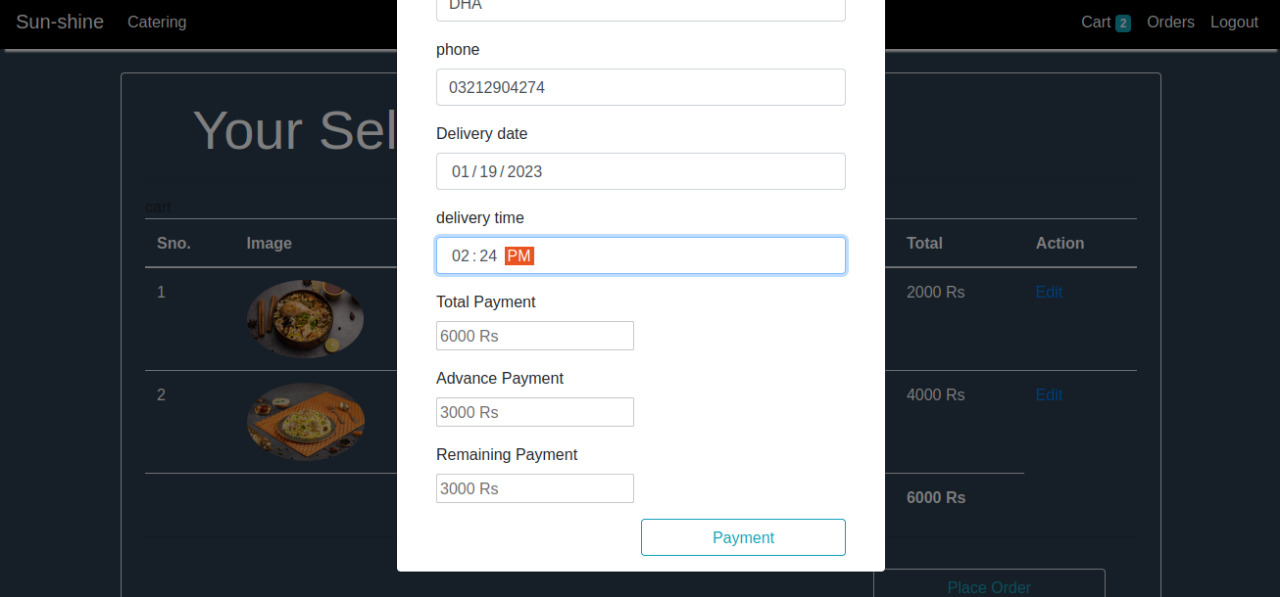 Sun-shine Catering Cart 2 Orders Logout
DHA
phone
03212904274
Delivery date
01/19/2023
delivery time
02:24 PM
Total Payment
6000 Rs
Advance Payment
3000 Rs
Remaining Payment
3000 Rs
Payment
Your Sel
cart
Sno. Image Total Action
1 2000 Rs Edit
2 4000 Rs Edit
6000 Rs
Place Order